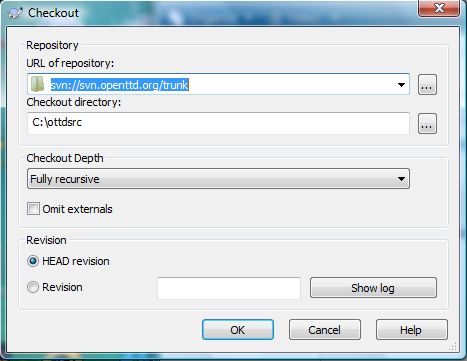 Checkout
Repository
URL of repository:
svn://svn.openttd.org/trunk
...
Checkout directory:
C:\ottdsrc
...
Checkout Depth
Fully recursive
Omit externals
Revision
HEAD revision
Revision
Show log
OK Cancel Help